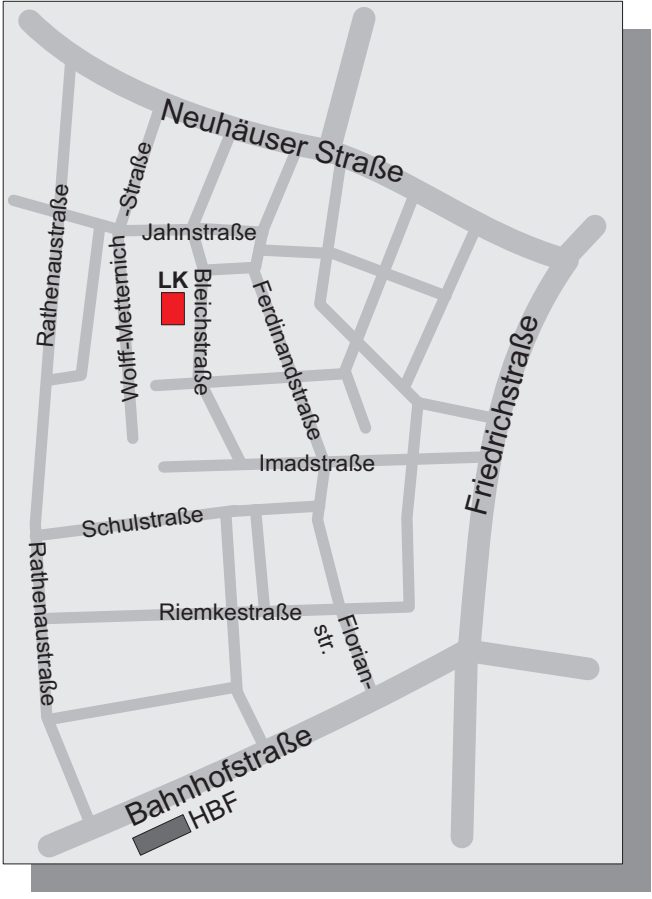 Neuhäuser Straße
-Straße
Rathenaustraße
Jahnstraße
Wolff-Metternich
LK
Bleichstraße
Ferdinandstraße
Friedrichstraße
Imadstraße
Schulstraße
Rathenaustraße
Riemkestraße
Florian-
str.
Bahnhofstraße
HBF